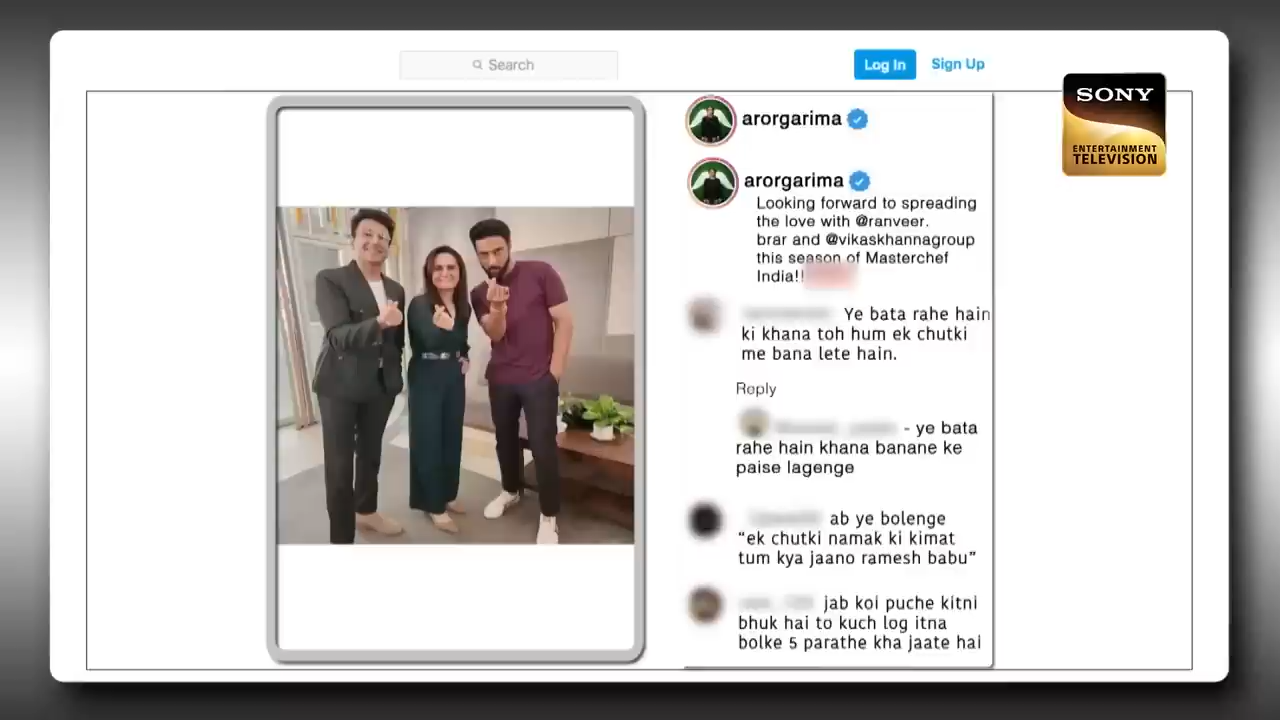 Search
Log In
Sign Up
SONY
ENTERTAINMENT
TELEVISION
arorgarima
arorgarima
Looking forward to spreading
the love with @ranveer.
brar and @vikaskhannagroup
this season of Masterchef
India!!
Ye bata rahe hain
ki khana toh hum ek chutki
me bana lete hain.
Reply
- ye bata
rahe hain khana banane ke
paise lagenge
ab ye bolenge
“ek chutki namak ki kimat
tum kya jaano ramesh babu”
jab koi puche kitni
bhuk hai to kuch log itna
bolke 5 parathe kha jaate hai